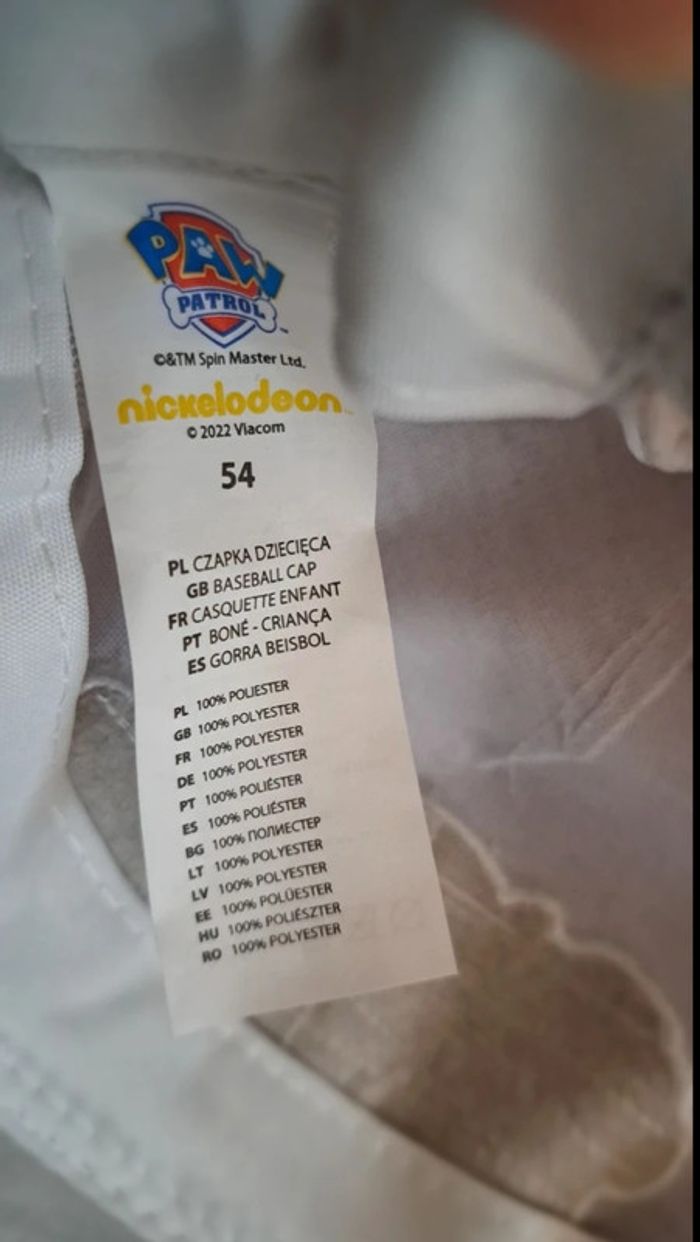 PAW
PATROL™
©&TM Spin Master Ltd.
nickelodeon™
© 2022 Viacom
54
PL CZAPKA DZIECIĘCA
GB BASEBALL CAP
FR CASQUETTE ENFANT
PT BONÉ - CRIANÇA
ES GORRA BEISBOL
PL 100% POLIESTER
GB 100% POLYESTER
FR 100% POLYESTER
DE 100% POLYESTER
PT 100% POLIÉSTER
ES 100% POLIÉSTER
BG 100% ПОЛИЕСТЕР
LT 100% POLYESTER
LV 100% POLYESTER
EE 100% POLÜESTER
HU 100% POLIÉSZTER
RO 100% POLYESTER